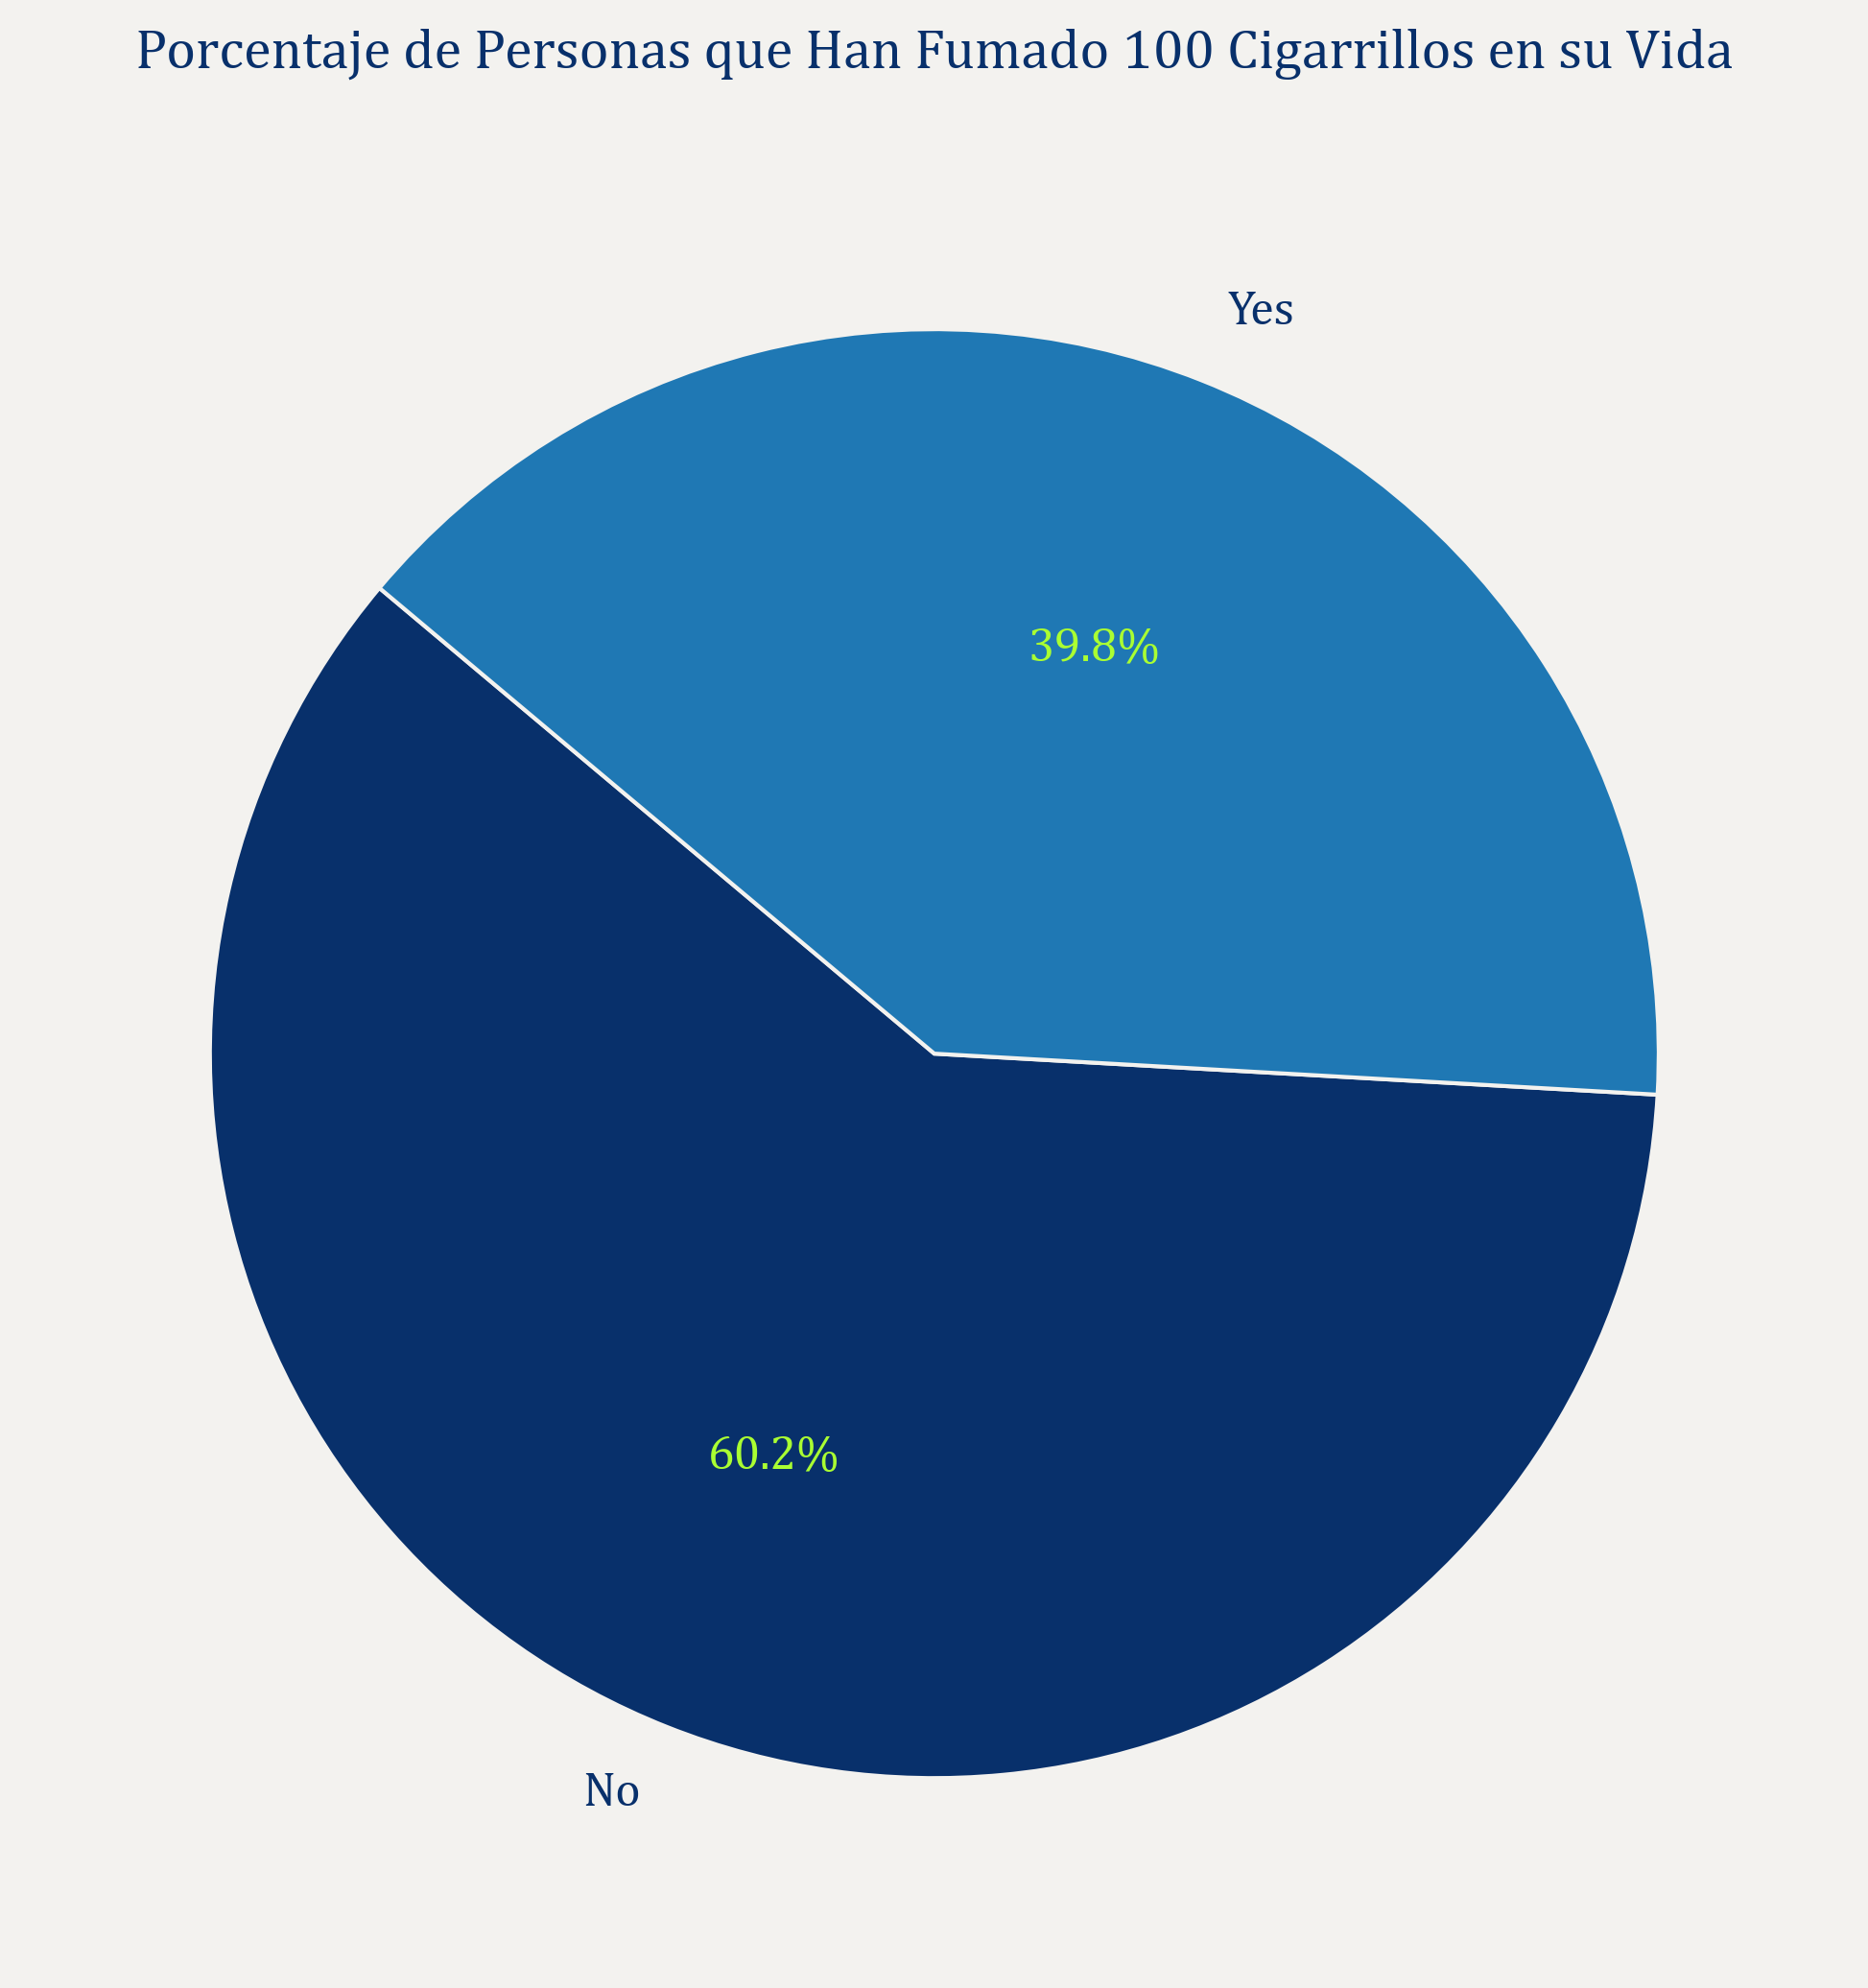 Porcentaje de Personas que Han Fumado 100 Cigarrillos en su Vida
Yes
39.8%
60.2%
No